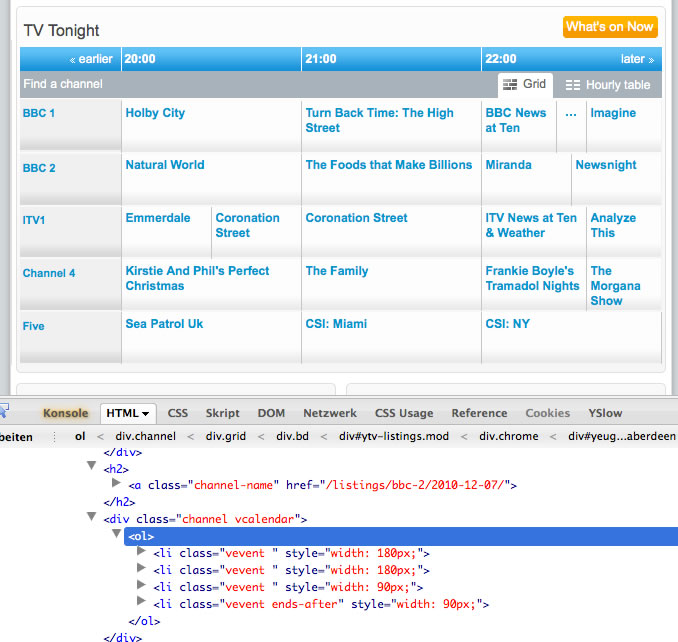 TV Tonight
What's on Now
« earlier 20:00 21:00 22:00 later »
Find a channel Grid Hourly table
BBC 1 Holby City Turn Back Time: The High Street BBC News at Ten ... Imagine
BBC 2 Natural World The Foods that Make Billions Miranda Newsnight
ITV1 Emmerdale Coronation Street Coronation Street ITV News at Ten & Weather Analyze This
Channel 4 Kirstie And Phil's Perfect Christmas The Family Frankie Boyle's Tramadol Nights The Morgana Show
Five Sea Patrol Uk CSI: Miami CSI: NY
Konsole HTML CSS Skript DOM Netzwerk CSS Usage Reference Cookies YSlow
beiten ol < div.channel < div.grid < div.bd < div#ytv-listings.mod < div.chrome < div#yeug...aberdeen
</div>
<h2>
<a class="channel-name" href="/listings/bbc-2/2010-12-07/">
</h2>
<div class="channel vcalendar">
<ol>
<li class="vevent " style="width: 180px;">
<li class="vevent " style="width: 180px;">
<li class="vevent " style="width: 90px;">
<li class="vevent ends-after" style="width: 90px;">
</ol>
</div>